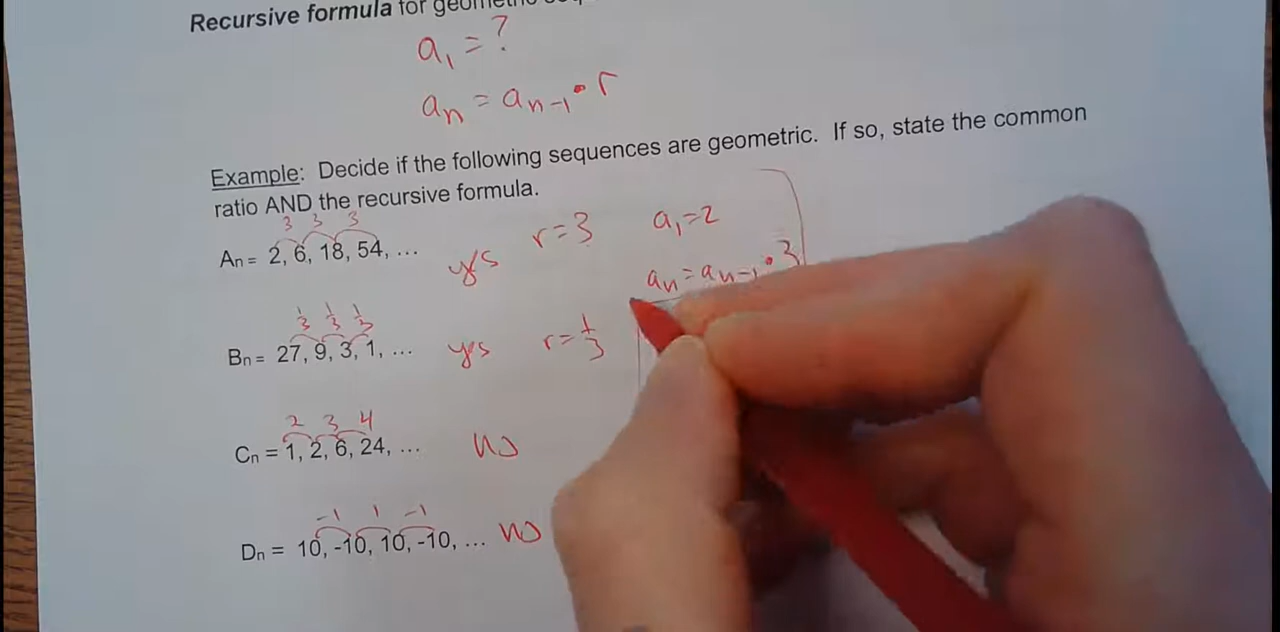 Recursive formula for geometric
a₁ = ?
aₙ = aₙ₋₁ • r
Example: Decide if the following sequences are geometric. If so, state the common
ratio AND the recursive formula.
3 3 3
Aₙ = 2, 6, 18, 54, ... yes r = 3 a₁ = 2
aₙ = aₙ₋₁ • 3
1/3 1/3 1/3
Bₙ = 27, 9, 3, 1, ... yes r = 1/3
2 3 4
Cₙ = 1, 2, 6, 24, ... no
-1 1 -1
Dₙ = 10, -10, 10, -10, ... no